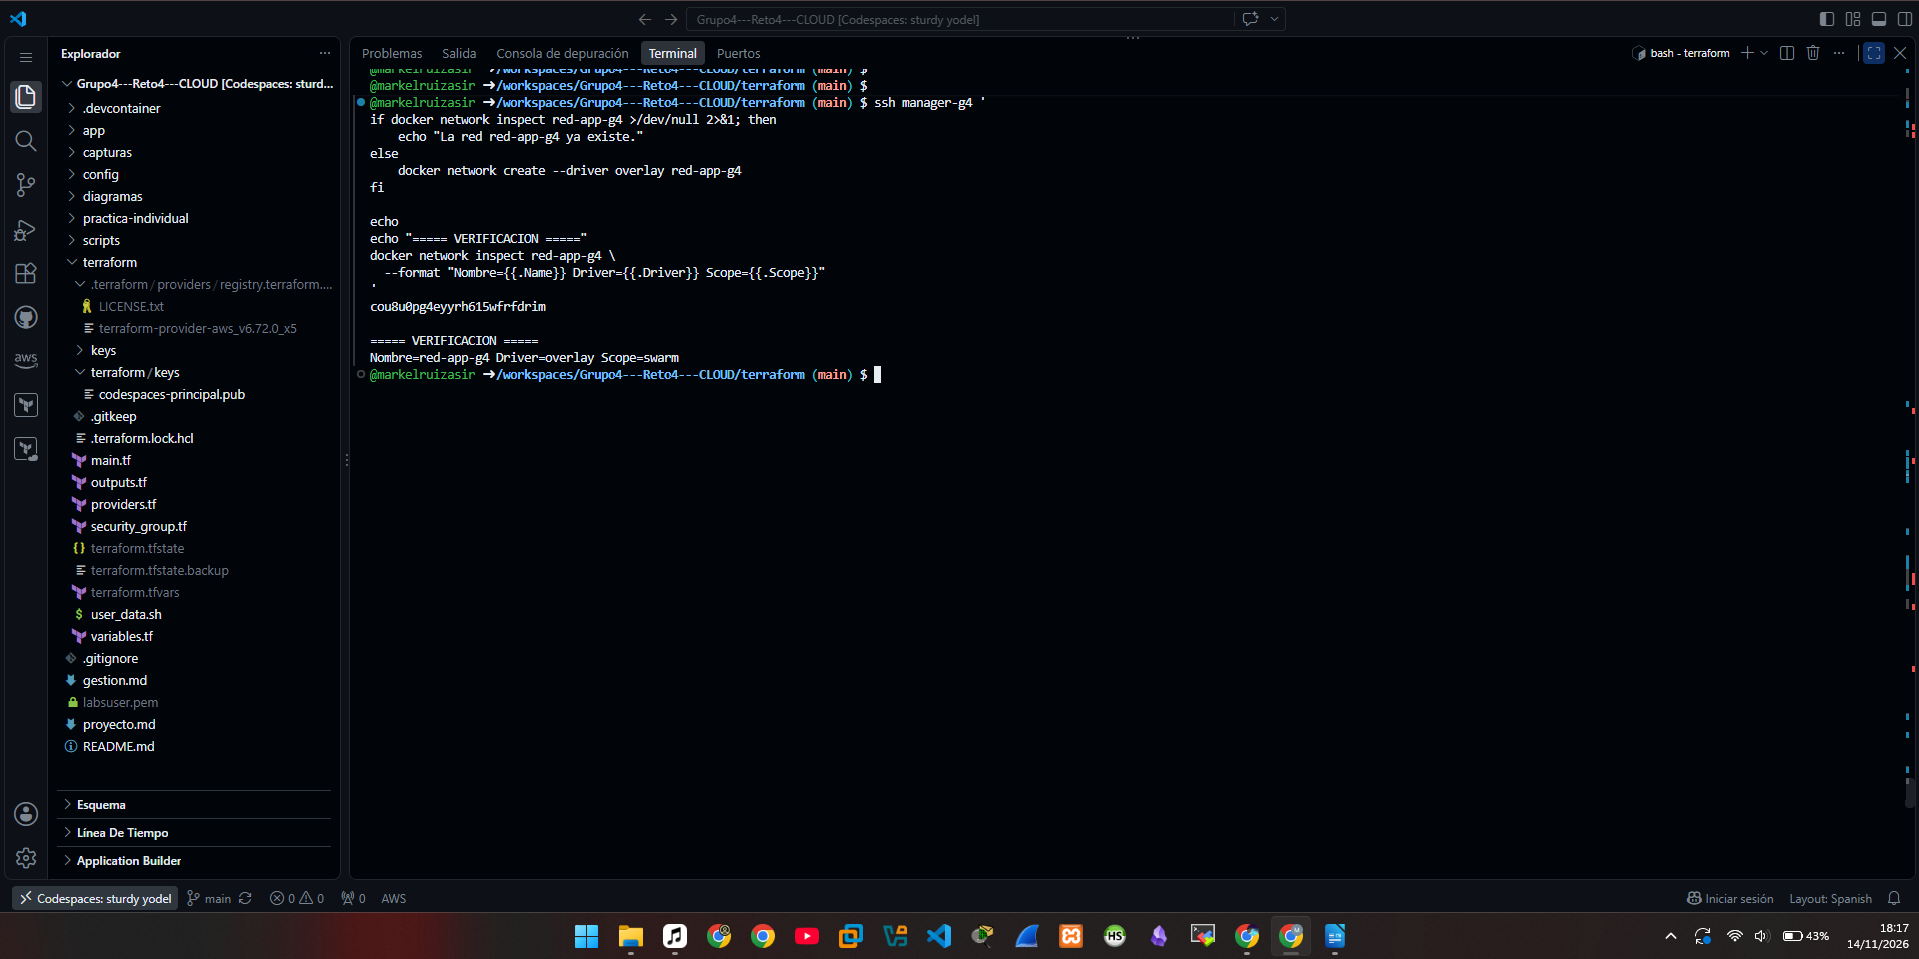 Grupo4---Reto4---CLOUD [Codespaces: sturdy yodel]
Explorador
Grupo4---Reto4---CLOUD [Codespaces: sturd...
.devcontainer
app
capturas
config
diagramas
practica-individual
scripts
terraform
.terraform / providers / registry.terraform....
LICENSE.txt
terraform-provider-aws_v6.72.0_x5
keys
terraform / keys
codespaces-principal.pub
.gitkeep
.terraform.lock.hcl
main.tf
outputs.tf
providers.tf
security_group.tf
terraform.tfstate
terraform.tfstate.backup
terraform.tfvars
user_data.sh
variables.tf
.gitignore
gestion.md
labsuser.pem
proyecto.md
README.md
Esquema
Línea De Tiempo
Application Builder
aws
Problemas Salida Consola de depuración Terminal Puertos
bash - terraform
@markelruizasir ➜/workspaces/Grupo4---Reto4---CLOUD/terraform (main) $
@markelruizasir ➜/workspaces/Grupo4---Reto4---CLOUD/terraform (main) $
@markelruizasir ➜/workspaces/Grupo4---Reto4---CLOUD/terraform (main) $ ssh manager-g4 '
if docker network inspect red-app-g4 >/dev/null 2>&1; then
    echo "La red red-app-g4 ya existe."
else
    docker network create --driver overlay red-app-g4
fi
echo
echo "===== VERIFICACION ====="
docker network inspect red-app-g4 \
  --format "Nombre={{.Name}} Driver={{.Driver}} Scope={{.Scope}}"
'
cou8u0pg4eyyrh615wfrfdrim
===== VERIFICACION =====
Nombre=red-app-g4 Driver=overlay Scope=swarm
@markelruizasir ➜/workspaces/Grupo4---Reto4---CLOUD/terraform (main) $
Codespaces: sturdy yodel main 0 0 0 AWS
Iniciar sesión Layout: Spanish
HS
43%
18:17
14/11/2026